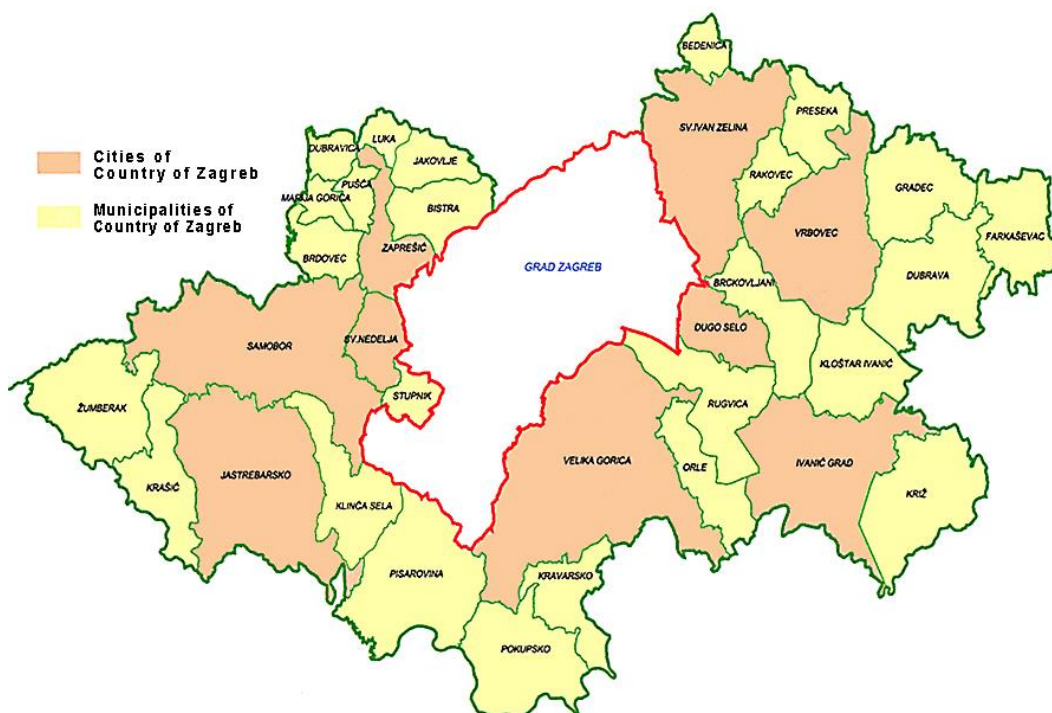 BEDENICA
SV.IVAN ZELINA
PRESEKA
LUKA
DUBRAVICA
JAKOVLJE
Cities of
Country of Zagreb
PUŠĆA
RAKOVEC
GRADEC
MARIJA GORICA
BISTRA
Municipalities of
Country of Zagreb
VRBOVEC
FARKAŠEVAC
ZAPREŠIĆ
BRDOVEC
GRAD ZAGREB
DUBRAVA
BRCKOVLJANI
DUGO SELO
SAMOBOR
SV.NEDELJA
KLOŠTAR IVANIĆ
STUPNIK
ŽUMBERAK
RUGVICA
VELIKA GORICA
ORLE
IVANIĆ GRAD
JASTREBARSKO
KRAŠIĆ
KLINČA SELA
KRIŽ
PISAROVINA
KRAVARSKO
POKUPSKO